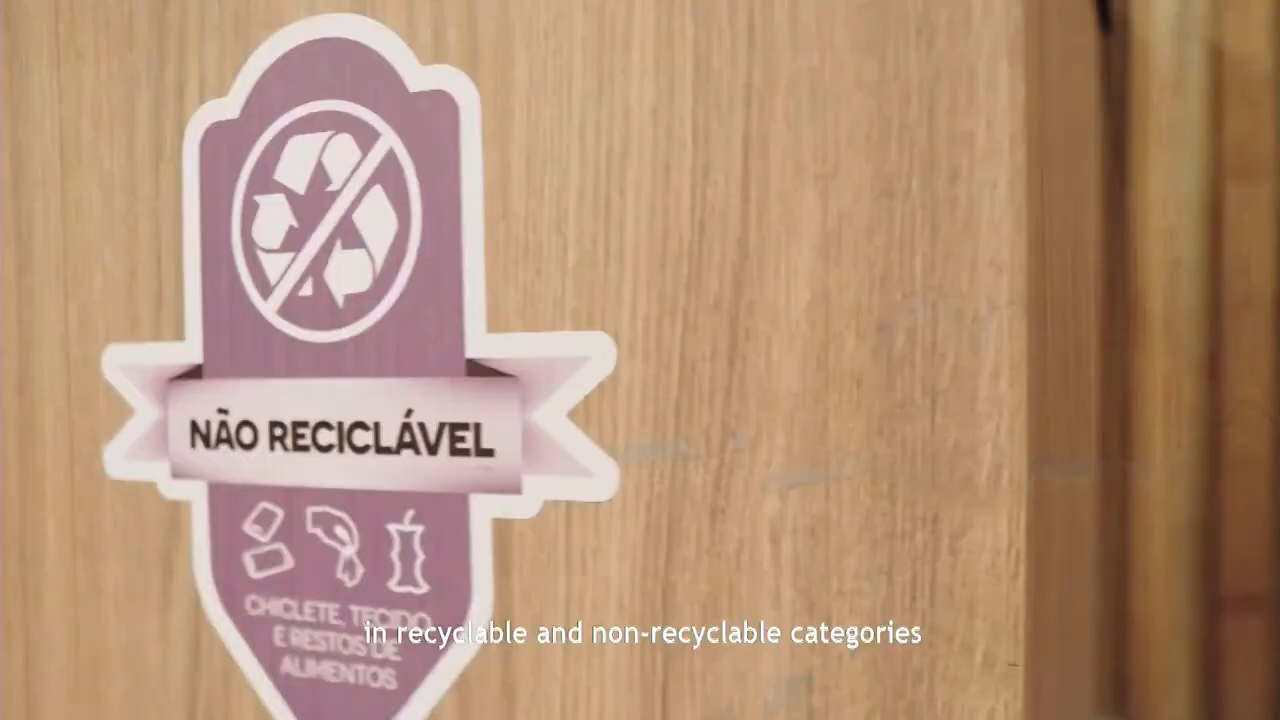 NÃO RECICLÁVEL
CHICLETE, TECIDO
E RESTOS DE
ALIMENTOS
in recyclable and non-recyclable categories